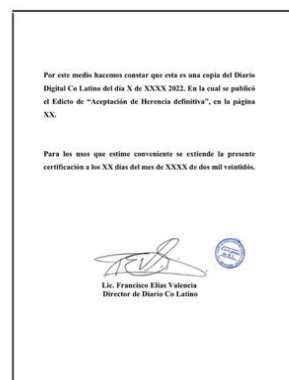 Por este medio hacemos constar que esta es una copia del Diario
Digital Co Latino del día X de XXXX 2022. En la cual se publicó
el Edicto de “Aceptación de Herencia definitiva”, en la página
XX.
Para los usos que estime conveniente se extiende la presente
certificación a los XX días del mes de XXXX de dos mil veintidós.
Lic. Francisco Elías Valencia
Director de Diario Co Latino